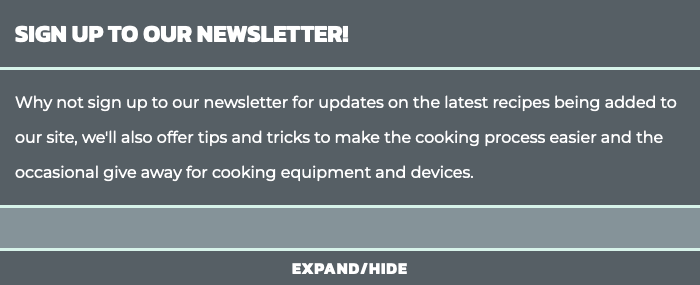 SIGN UP TO OUR NEWSLETTER!
Why not sign up to our newsletter for updates on the latest recipes being added to
our site, we'll also offer tips and tricks to make the cooking process easier and the
occasional give away for cooking equipment and devices.
EXPAND/HIDE